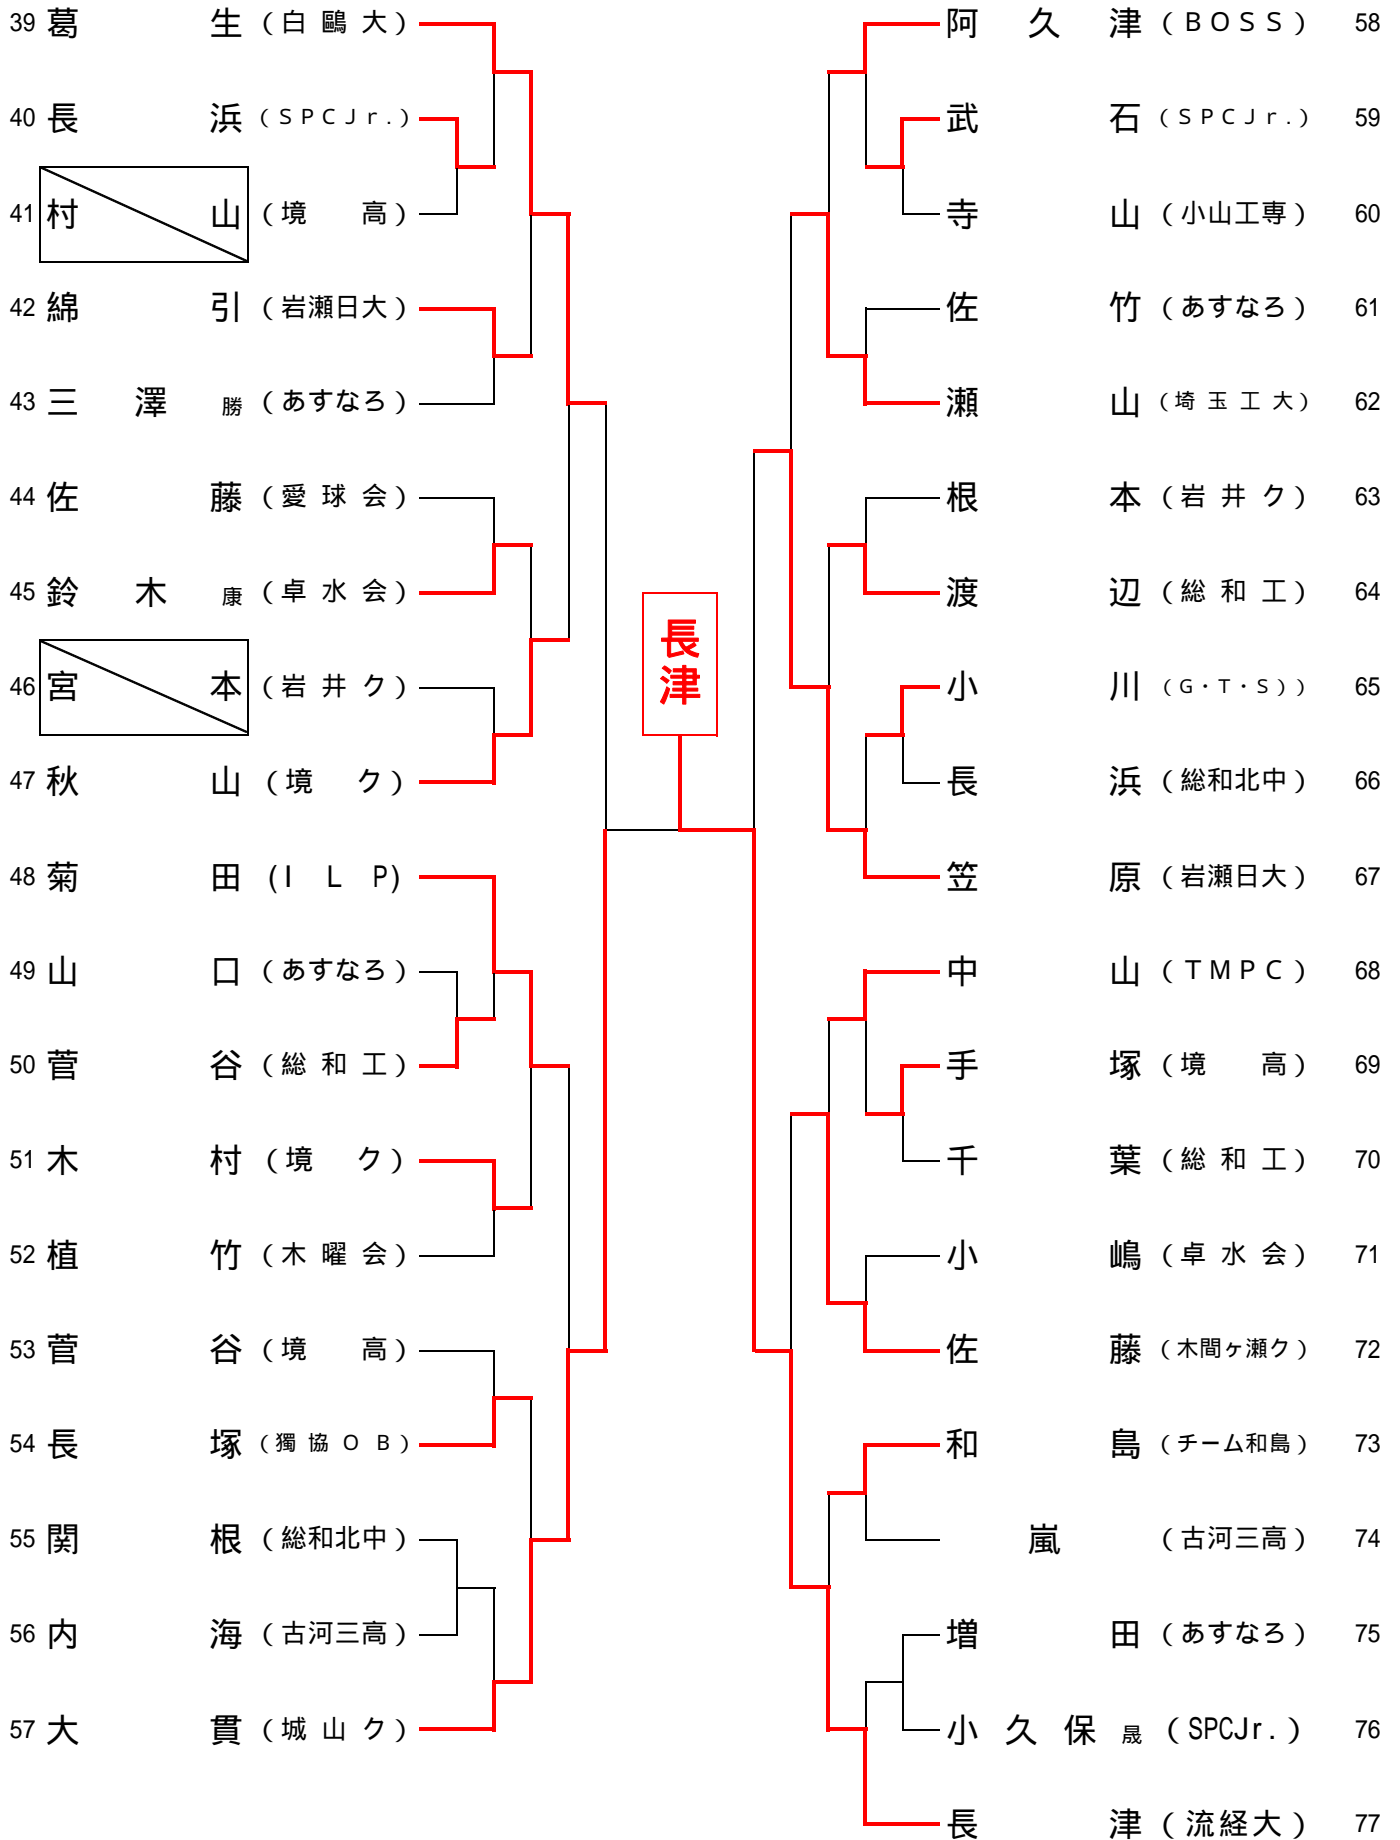 39 葛 生 (白 鷗 大)
40 長 浜 (SPCJr.)
41 村 山 (境 高)
42 綿 引 (岩瀬日大)
43 三 澤 勝 (あすなろ)
44 佐 藤 (愛 球 会)
45 鈴 木 康 (卓 水 会)
46 宮 本 (岩 井 ク)
47 秋 山 (境 ク)
48 菊 田 (I L P)
49 山 口 (あすなろ)
50 菅 谷 (総 和 工)
51 木 村 (境 ク)
52 植 竹 (木 曜 会)
53 菅 谷 (境 高)
54 長 塚 (獨 協 O B)
55 関 根 (総和北中)
56 内 海 (古河三高)
57 大 貫 (城 山 ク)
長津
阿 久 津 (BOSS) 58
武 石 (SPCJr.) 59
寺 山 (小山工専) 60
佐 竹 (あすなろ) 61
瀬 山 (埼 玉 工 大) 62
根 本 (岩 井 ク) 63
渡 辺 (総 和 工) 64
小 川 (G・T・S)) 65
長 浜 (総和北中) 66
笠 原 (岩瀬日大) 67
中 山 (TMPC) 68
手 塚 (境 高) 69
千 葉 (総 和 工) 70
小 嶋 (卓 水 会) 71
佐 藤 (木間ヶ瀬ク) 72
和 島 (チーム和島) 73
嵐 (古河三高) 74
増 田 (あすなろ) 75
小 久 保 晟 (SPCJr.) 76
長 津 (流経大) 77